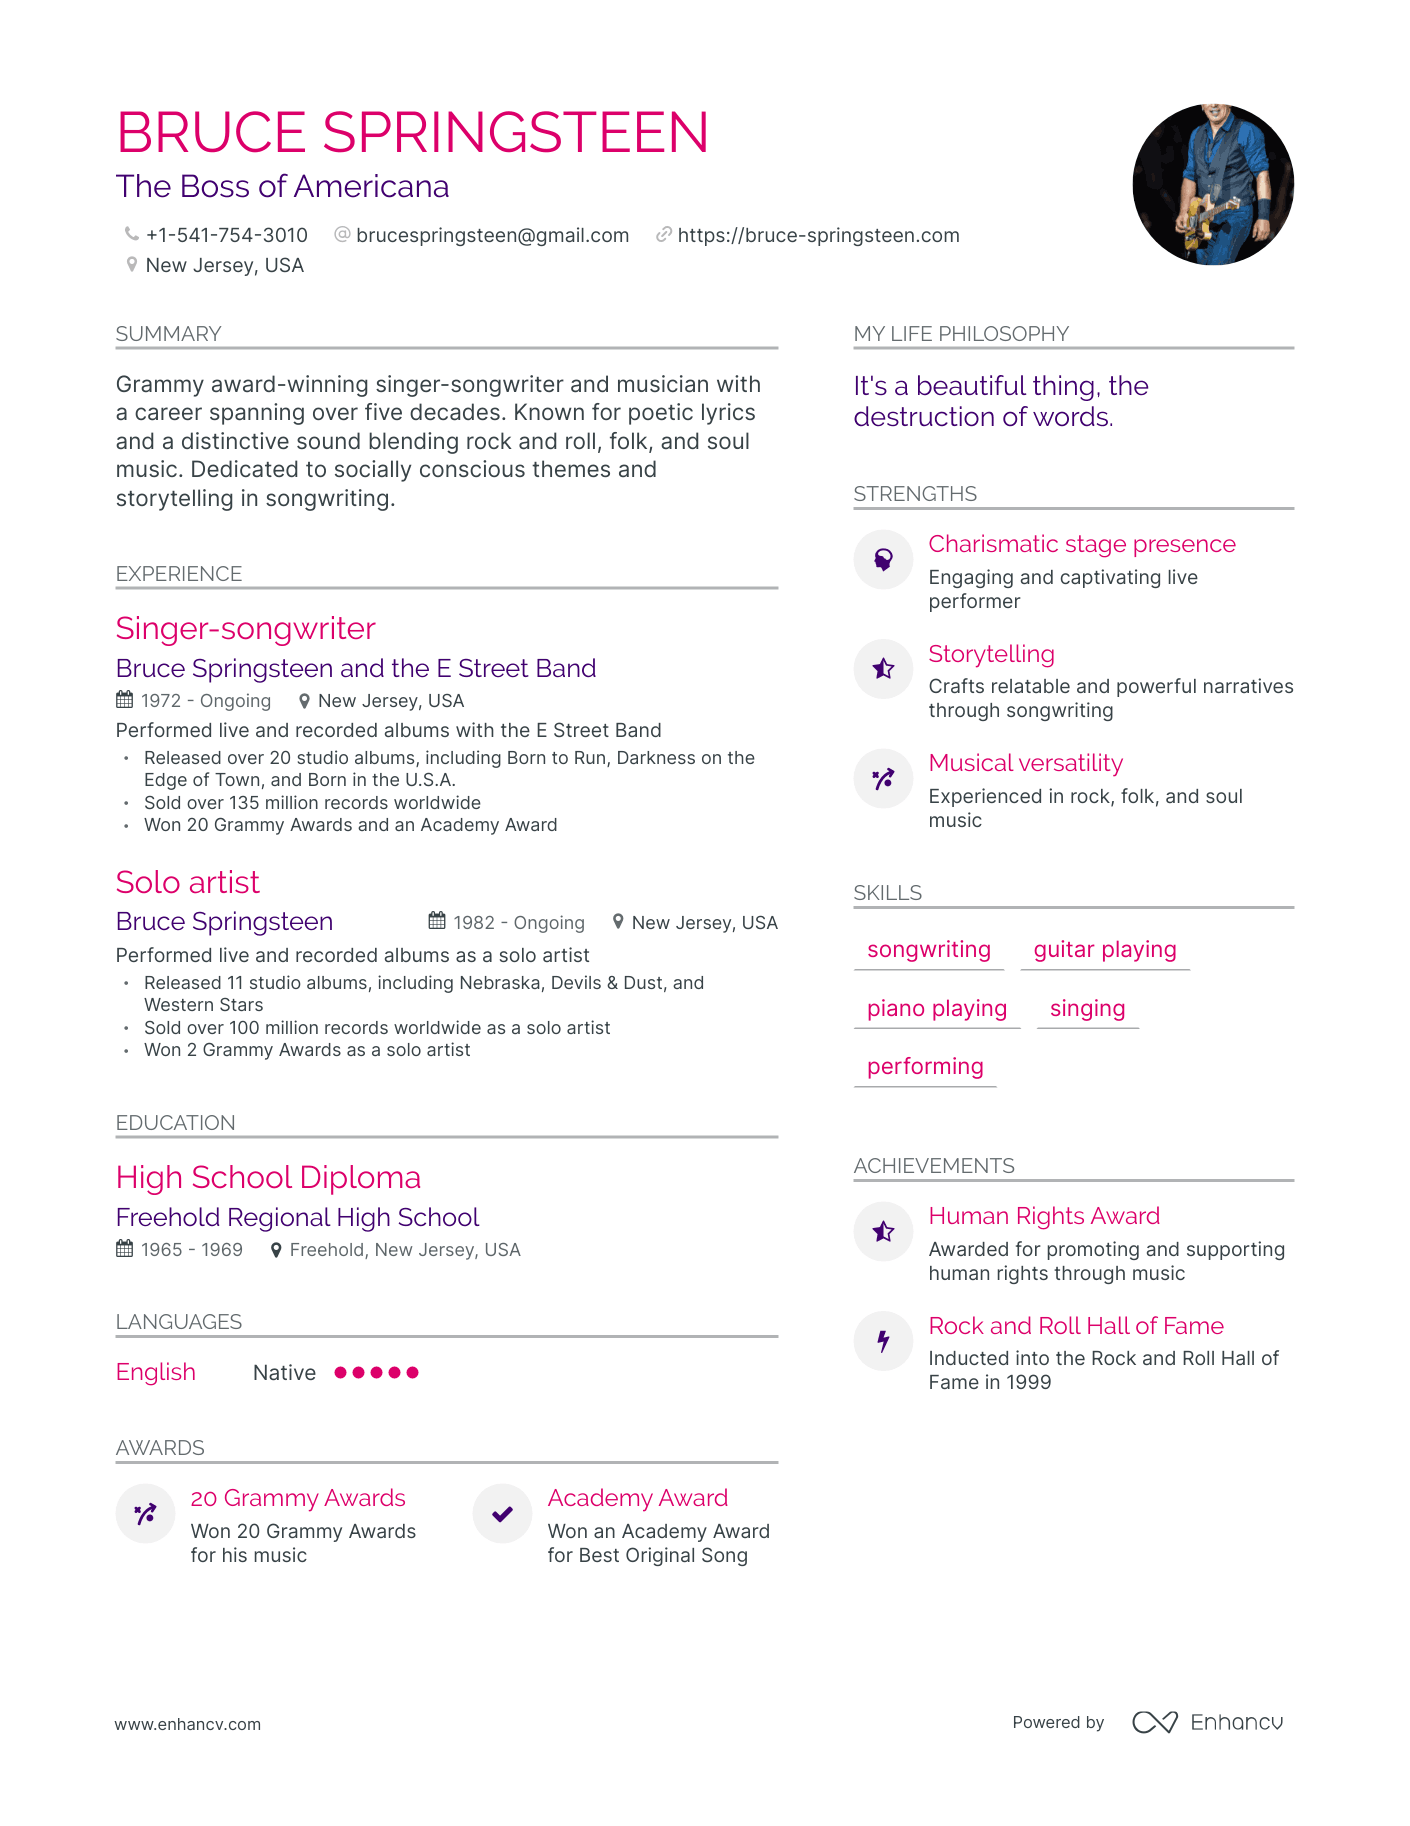 BRUCE SPRINGSTEEN
The Boss of Americana
+1-541-754-3010 brucespringsteen@gmail.com https://bruce-springsteen.com
New Jersey, USA
SUMMARY
Grammy award-winning singer-songwriter and musician with
a career spanning over five decades. Known for poetic lyrics
and a distinctive sound blending rock and roll, folk, and soul
music. Dedicated to socially conscious themes and
storytelling in songwriting.
EXPERIENCE
Singer-songwriter
Bruce Springsteen and the E Street Band
1972 - Ongoing New Jersey, USA
Performed live and recorded albums with the E Street Band
• Released over 20 studio albums, including Born to Run, Darkness on the
Edge of Town, and Born in the U.S.A.
• Sold over 135 million records worldwide
• Won 20 Grammy Awards and an Academy Award
Solo artist
Bruce Springsteen 1982 - Ongoing New Jersey, USA
Performed live and recorded albums as a solo artist
• Released 11 studio albums, including Nebraska, Devils & Dust, and
Western Stars
• Sold over 100 million records worldwide as a solo artist
• Won 2 Grammy Awards as a solo artist
EDUCATION
High School Diploma
Freehold Regional High School
1965 - 1969 Freehold, New Jersey, USA
LANGUAGES
English Native
AWARDS
20 Grammy Awards
Won 20 Grammy Awards
for his music
Academy Award
Won an Academy Award
for Best Original Song
MY LIFE PHILOSOPHY
It's a beautiful thing, the
destruction of words.
STRENGTHS
Charismatic stage presence
Engaging and captivating live
performer
Storytelling
Crafts relatable and powerful narratives
through songwriting
Musical versatility
Experienced in rock, folk, and soul
music
SKILLS
songwriting guitar playing
piano playing singing
performing
ACHIEVEMENTS
Human Rights Award
Awarded for promoting and supporting
human rights through music
Rock and Roll Hall of Fame
Inducted into the Rock and Roll Hall of
Fame in 1999
www.enhancv.com
Powered by Enhancv